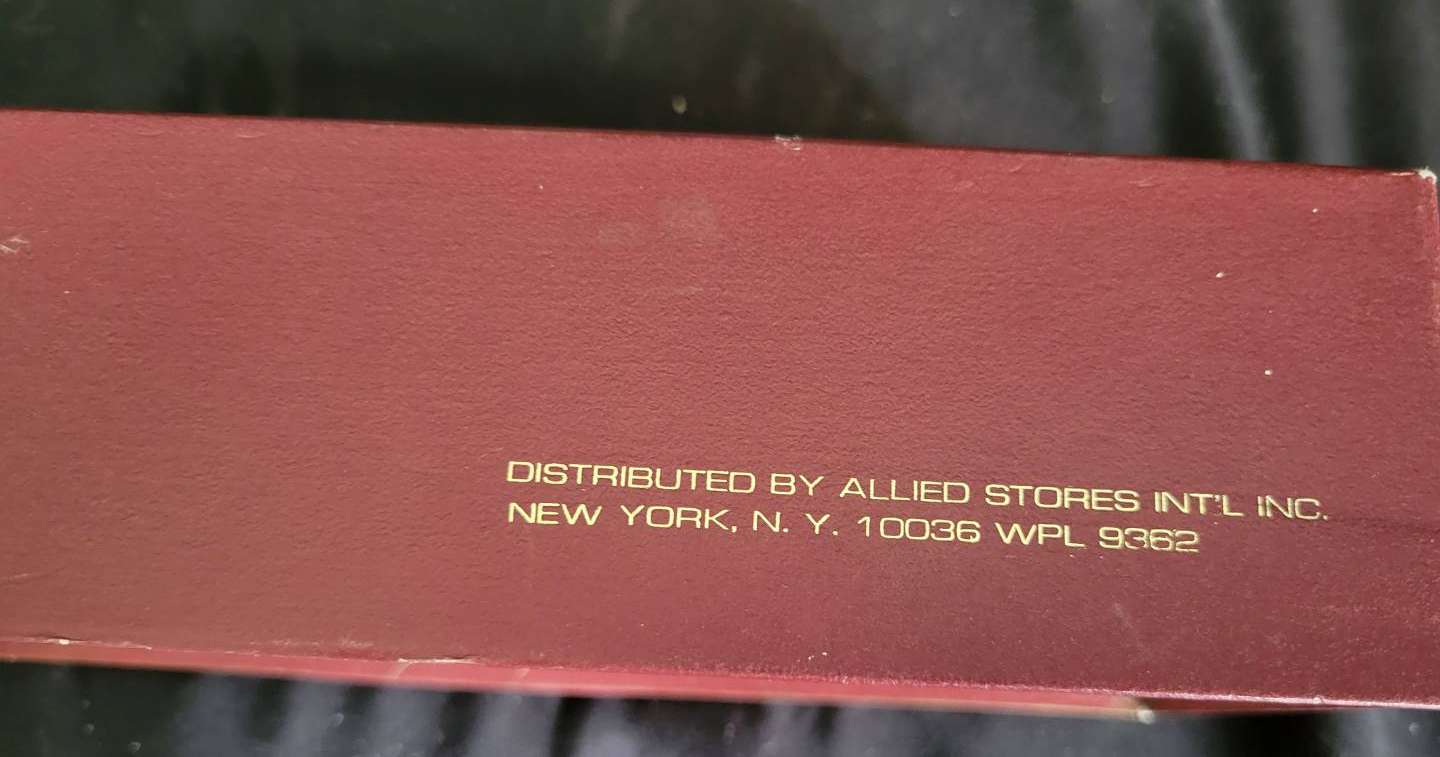 DISTRIBUTED BY ALLIED STORES INT'L INC.
NEW YORK, N. Y. 10036 WPL 9362